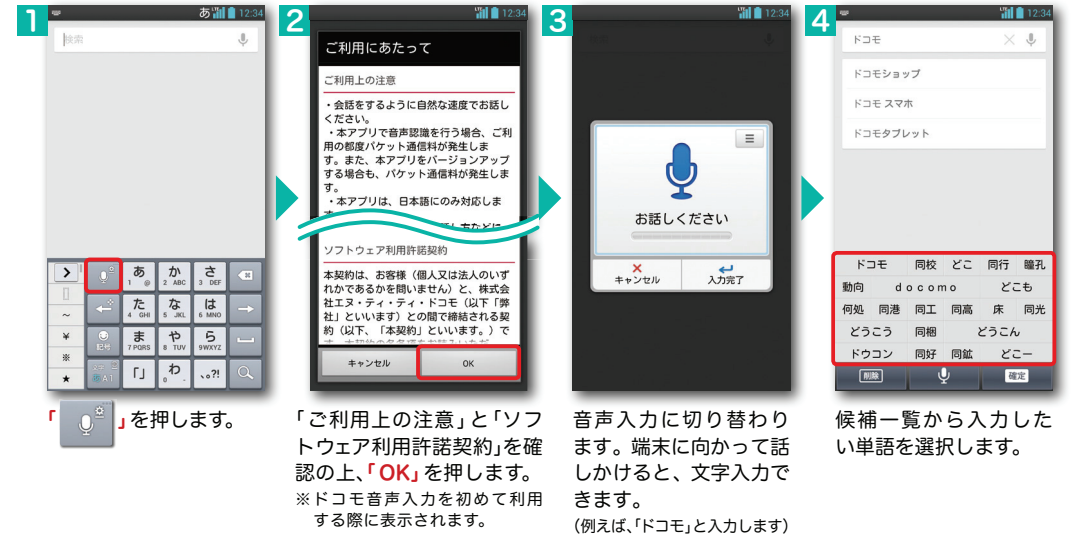 1
あ LTE 12:34
検索
>
あ
1 @
か
2 ABC
さ
3 DEF
~
た
4 GHI
な
5 JKL
は
6 MNO
¥
記号
ま
7 PQRS
や
8 TUV
ら
9 WXYZ
※
★
あA1
「」
わ
0
、。?!
「 」を押します。
2
LTE 12:34
ご利用にあたって
ご利用上の注意
・会話をするように自然な速度でお話し
ください。
・本アプリで音声認識を行う場合、ご利
用の都度パケット通信料が発生しま
す。また、本アプリをバージョンアップ
する場合も、パケット通信料が発生しま
す。
・本アプリは、日本語にのみ対応しま
ソフトウェア利用許諾契約
本契約は、お客様（個人又は法人のいず
れかであるかを問いません）と、株式会
社エヌ・ティ・ティ・ドコモ（以下「弊
社」といいます）との間で締結される契
約（以下、「本契約」といいます。）で
キャンセル
OK
「ご利用上の注意」と「ソフ
トウェア利用許諾契約」を確
認の上、「OK」を押します。
※ドコモ音声入力を初めて利用
する際に表示されます。
3
LTE 12:34
お話しください
キャンセル
入力完了
音声入力に切り替わり
ます。端末に向かって話
しかけると、文字入力で
きます。
(例えば、「ドコモ」と入力します)
4
LTE 12:34
ドコモ
ドコモショップ
ドコモ スマホ
ドコモタブレット
ドコモ 同校 どこ 同行 瞳孔
動向 ｄｏｃｏｍｏ どこも
何処 同港 同工 同高 床 同光
どうこう 同梱 どうこん
ドウコン 同好 同鉱 どこー
削除
確定
候補一覧から入力した
い単語を選択します。